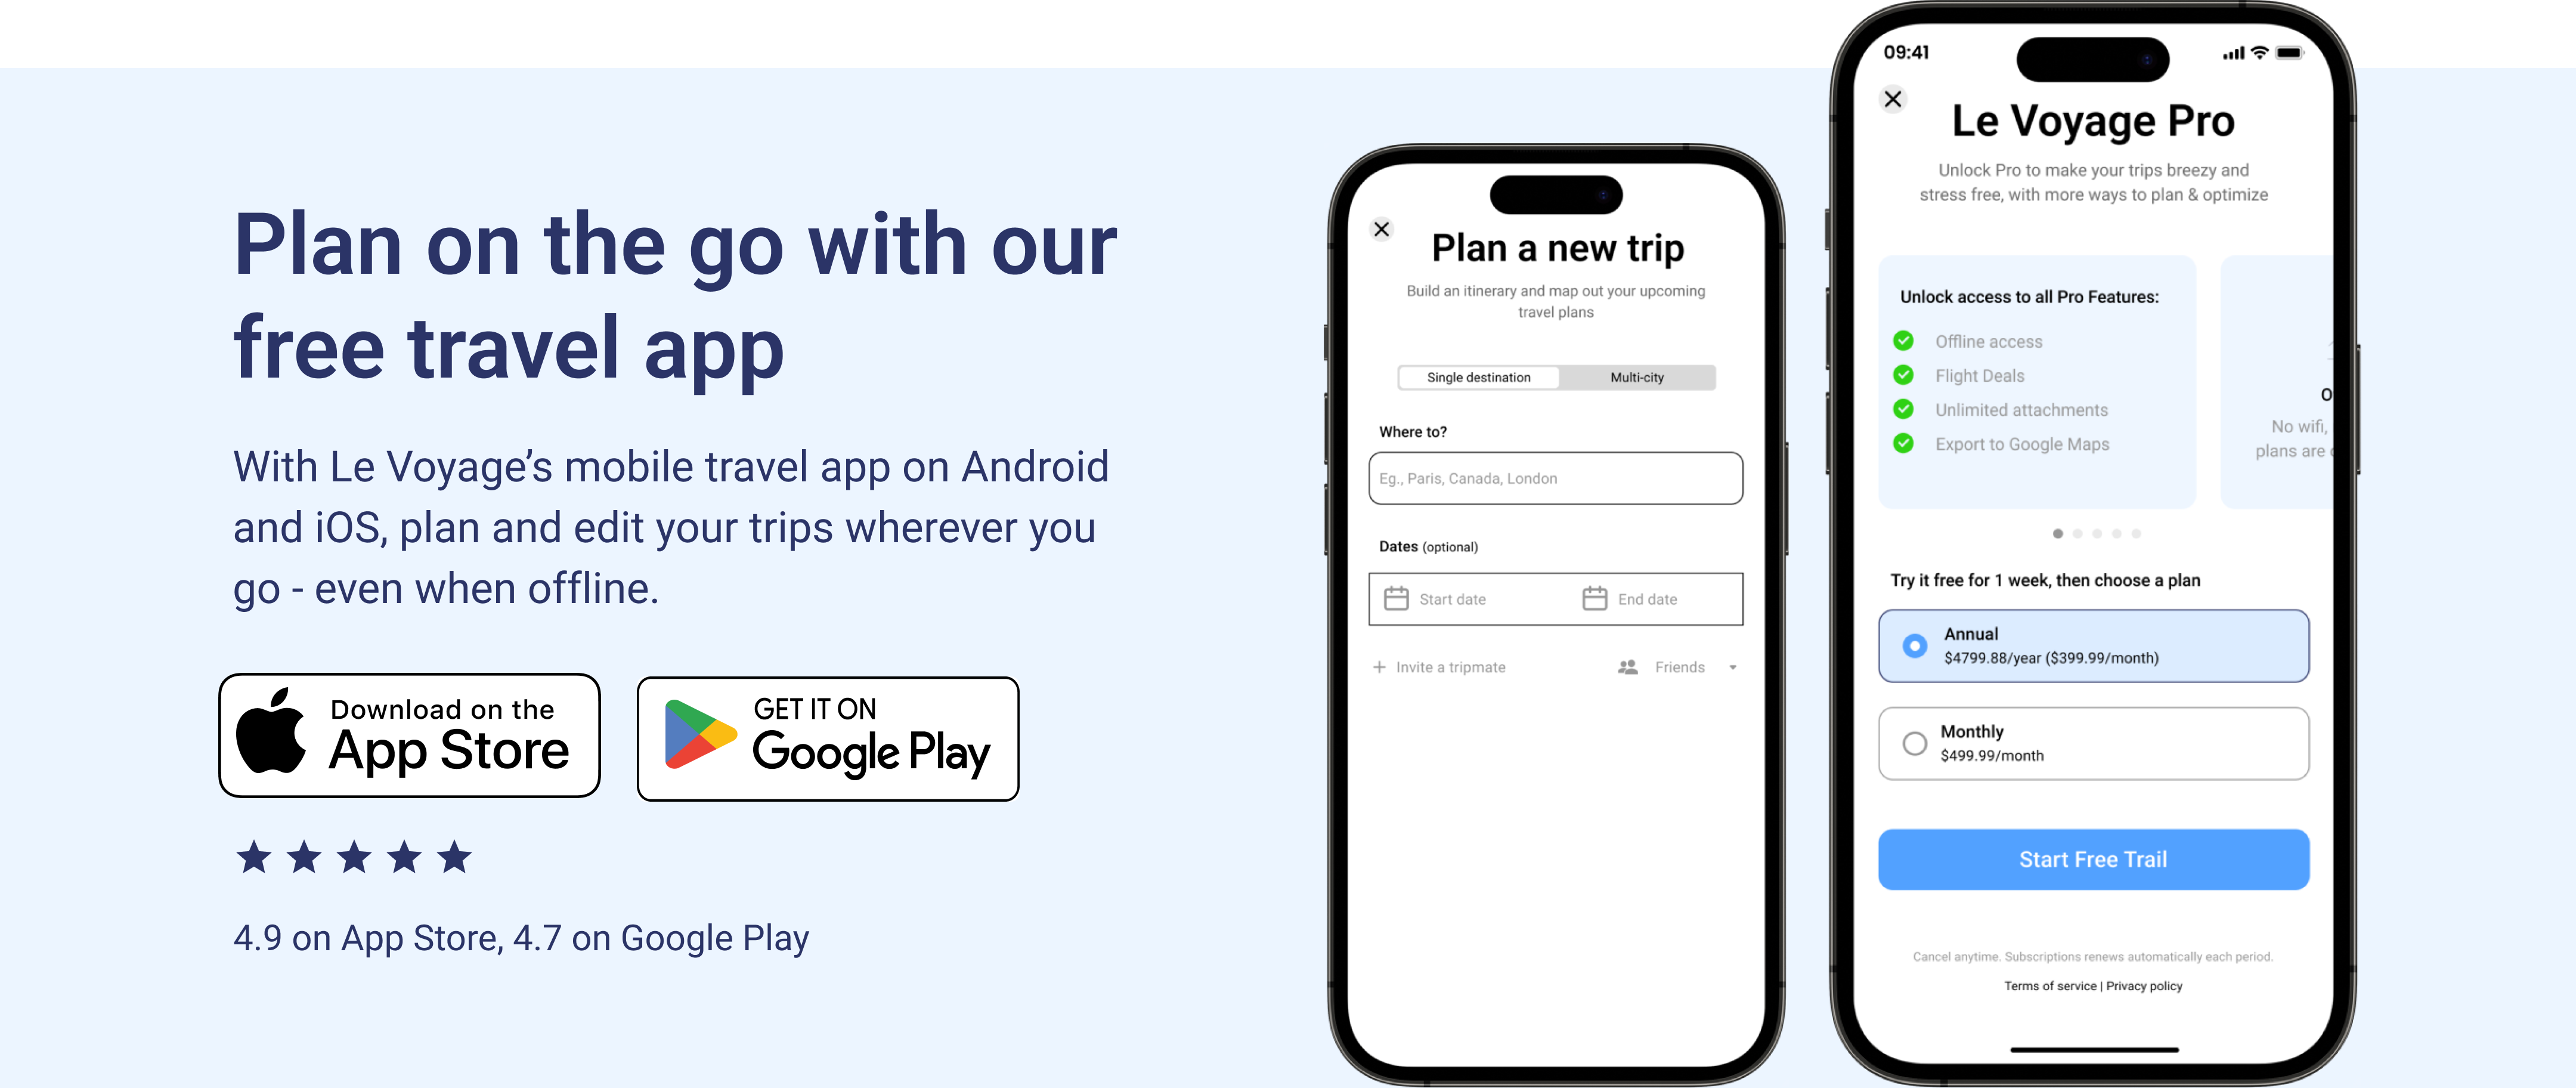 Plan on the go with our
free travel app
With Le Voyage’s mobile travel app on Android
and iOS, plan and edit your trips wherever you
go - even when offline.
Download on the
App Store
GET IT ON
Google Play
4.9 on App Store, 4.7 on Google Play
Plan a new trip
Build an itinerary and map out your upcoming
travel plans
Single destination
Multi-city
Where to?
Eg., Paris, Canada, London
Dates (optional)
Start date
End date
Invite a tripmate
Friends
09:41
Le Voyage Pro
Unlock Pro to make your trips breezy and
stress free, with more ways to plan & optimize
Unlock access to all Pro Features:
Offline access
Flight Deals
Unlimited attachments
Export to Google Maps
No wifi,
plans are
Try it free for 1 week, then choose a plan
Annual
$4799.88/year ($399.99/month)
Monthly
$499.99/month
Start Free Trail
Cancel anytime. Subscriptions renews automatically each period.
Terms of service | Privacy policy